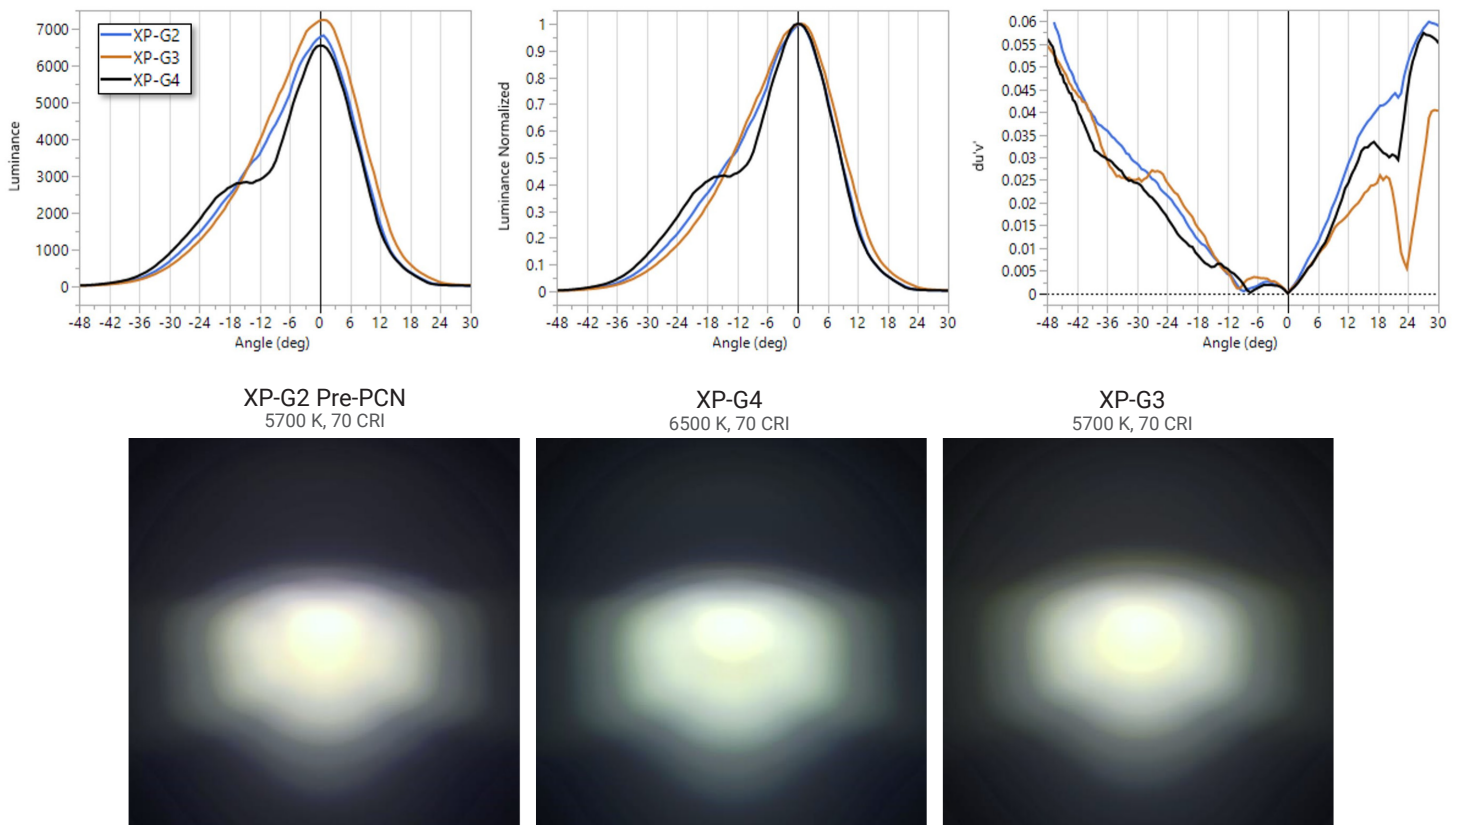 7000
6000
5000
4000
3000
2000
1000
0
Luminance
XP-G2
XP-G3
XP-G4
-48 -42 -36 -30 -24 -18 -12 -6 0 6 12 18 24 30
Angle (deg)
1
0.9
0.8
0.7
0.6
0.5
0.4
0.3
0.2
0.1
0
Luminance Normalized
-48 -42 -36 -30 -24 -18 -12 -6 0 6 12 18 24 30
Angle (deg)
0.06
0.055
0.05
0.045
0.04
0.035
0.03
0.025
0.02
0.015
0.01
0.005
0
du'v'
-48 -42 -36 -30 -24 -18 -12 -6 0 6 12 18 24 30
Angle (deg)
XP-G2 Pre-PCN
5700 K, 70 CRI
XP-G4
6500 K, 70 CRI
XP-G3
5700 K, 70 CRI